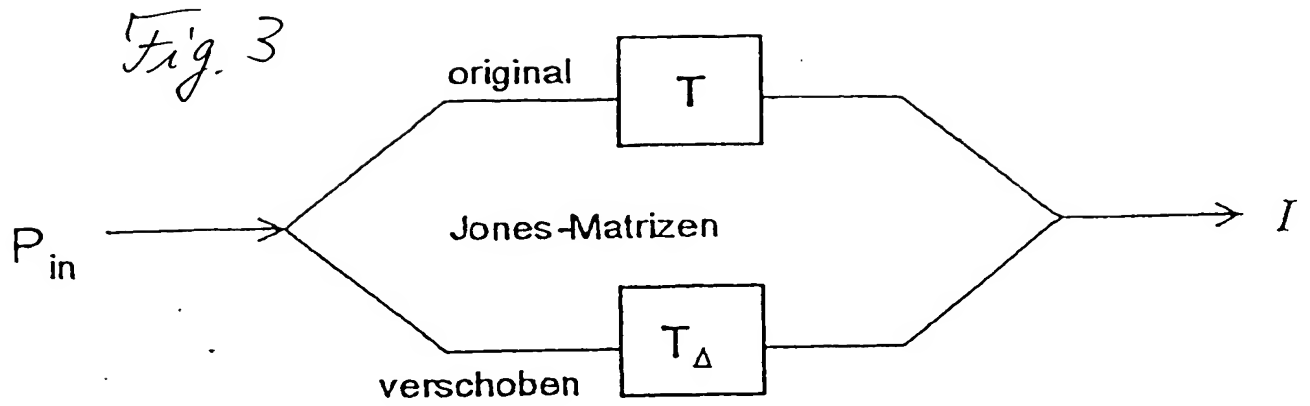 Fig. 3
original
T
P_in
Jones-Matrizen
I
T_Δ
verschoben